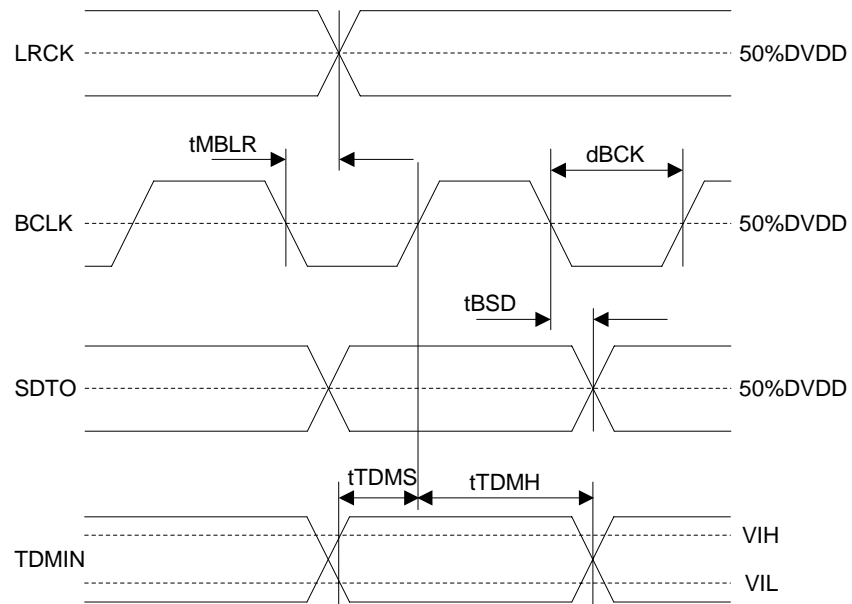 LRCK
50%DVDD
tMBLR
dBCK
BCLK
50%DVDD
tBSD
SDTO
50%DVDD
tTDMS
tTDMH
VIH
TDMIN
VIL